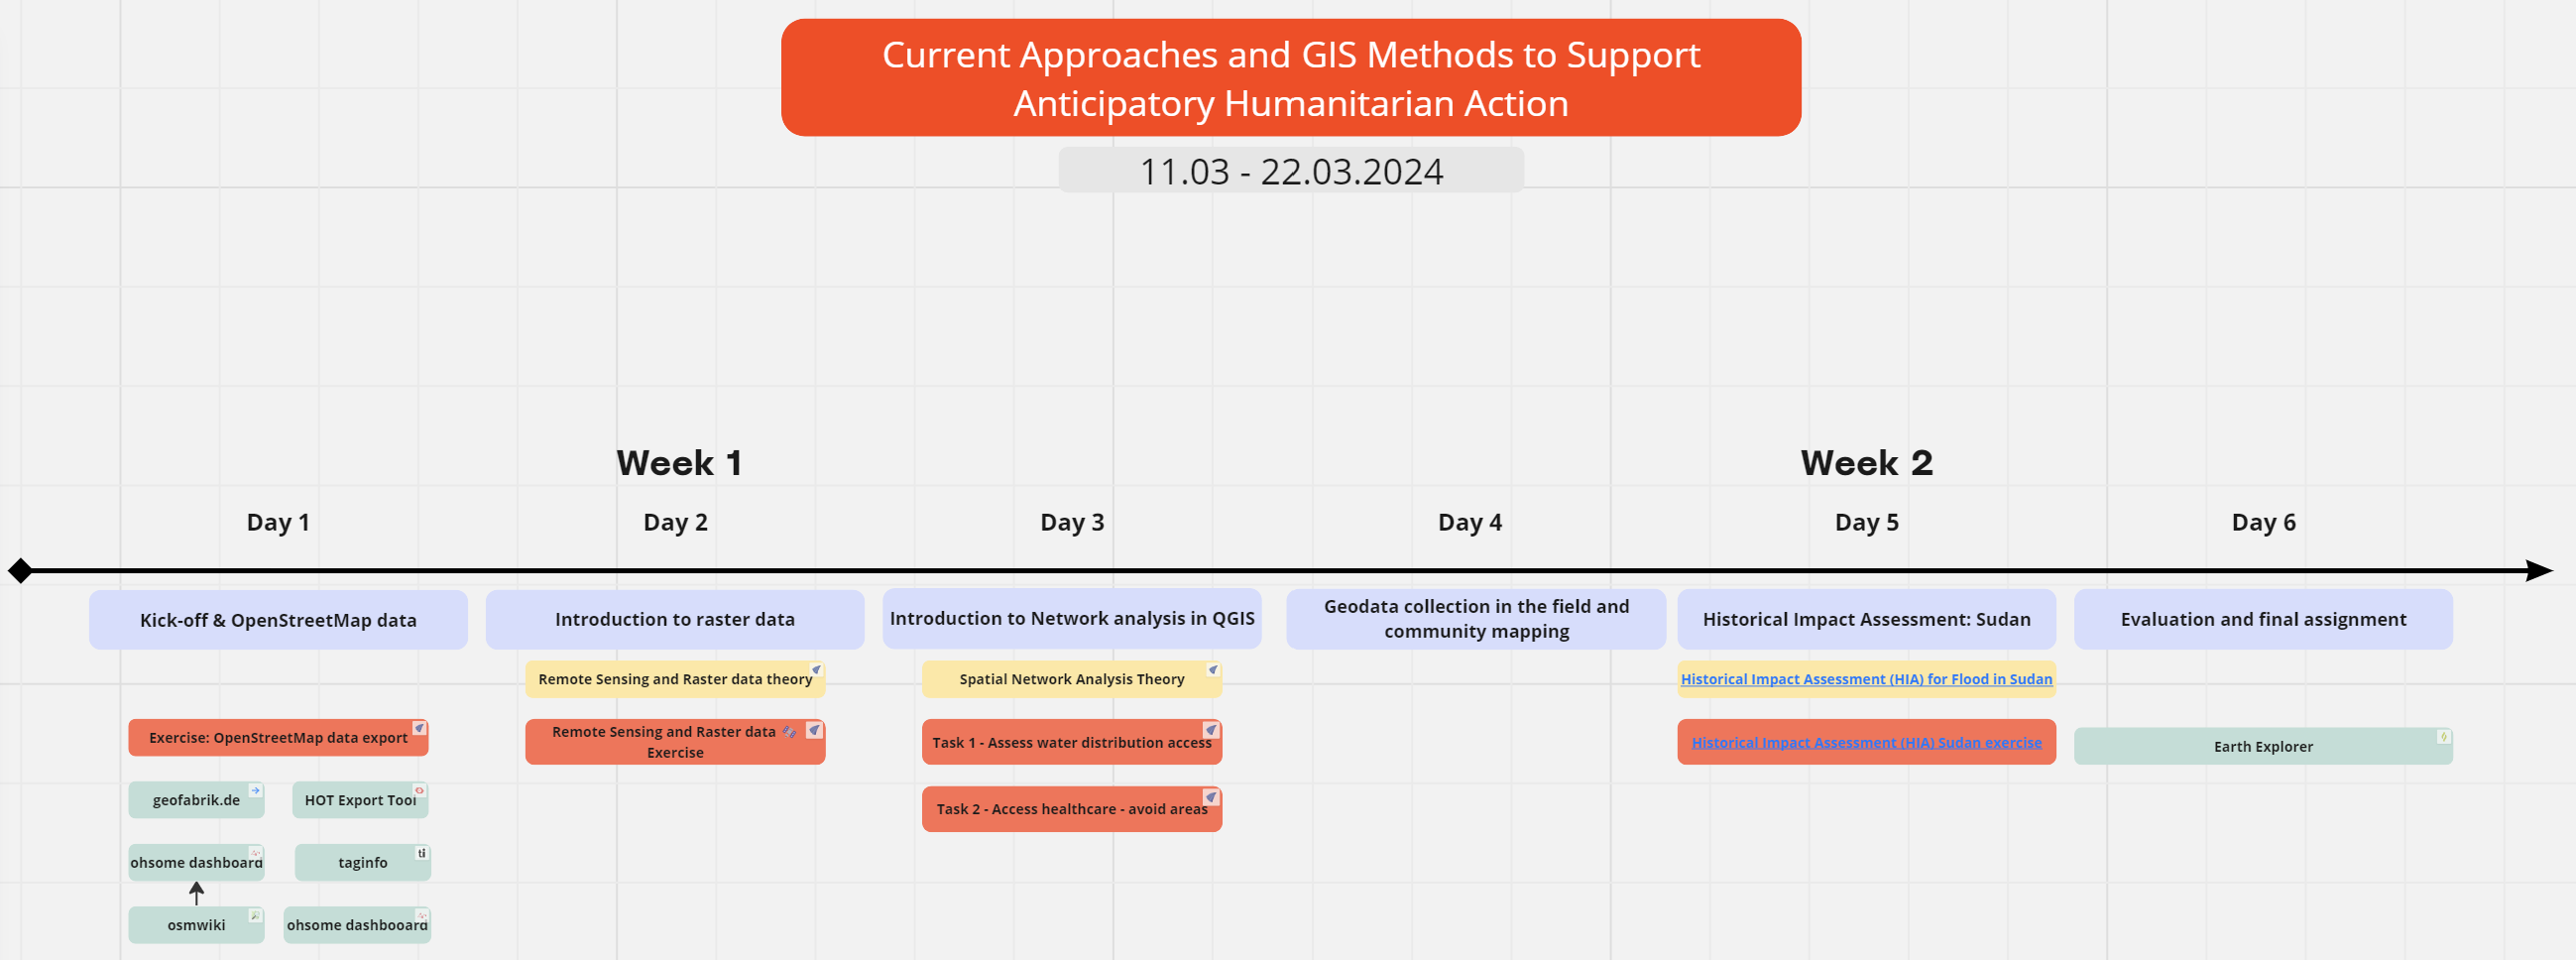 Current Approaches and GIS Methods to Support
Anticipatory Humanitarian Action
11.03 - 22.03.2024
Week 1
Week 2
Day 1
Day 2
Day 3
Day 4
Day 5
Day 6
Kick-off & OpenStreetMap data
Introduction to raster data
Introduction to Network analysis in QGIS
Geodata collection in the field and
community mapping
Historical Impact Assessment: Sudan
Evaluation and final assignment
Remote Sensing and Raster data theory
Spatial Network Analysis Theory
Historical Impact Assessment (HIA) for Flood in Sudan
Exercise: OpenStreetMap data export
Remote Sensing and Raster data
Exercise
Task 1 - Assess water distribution access
Historical Impact Assessment (HIA) Sudan exercise
Earth Explorer
geofabrik.de
HOT Export Tool
Task 2 - Access healthcare - avoid areas
ohsome dashboard
taginfo
ti
osmwiki
ohsome dashbooard